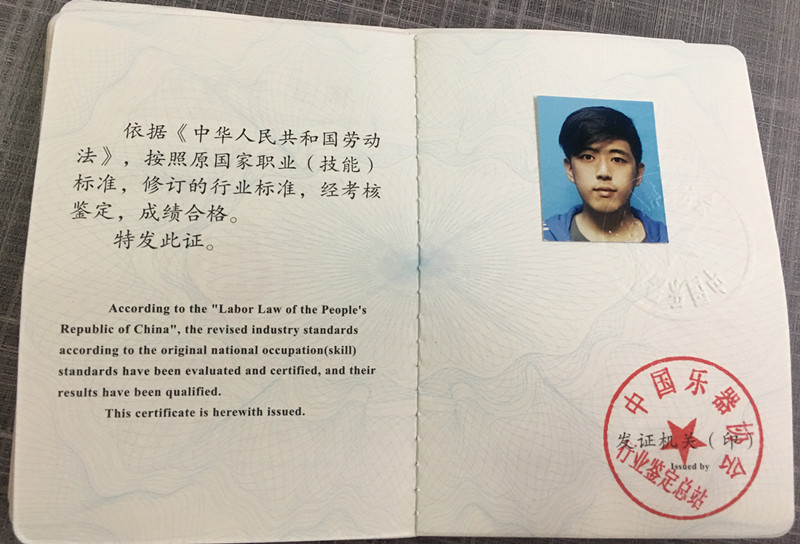 依据《中华人民共和国劳动
法》，按照原国家职业（技能）
标准，修订的行业标准，经考核
鉴定，成绩合格。
特发此证。
According to the "Labor Law of the People's
Republic of China", the revised industry standards
according to the original national occupation(skill)
standards have been evaluated and certified, and their
results have been qualified.
This certificate is herewith issued.
中国乐器协会
发证机关（印）
Issued by
行业鉴定总站